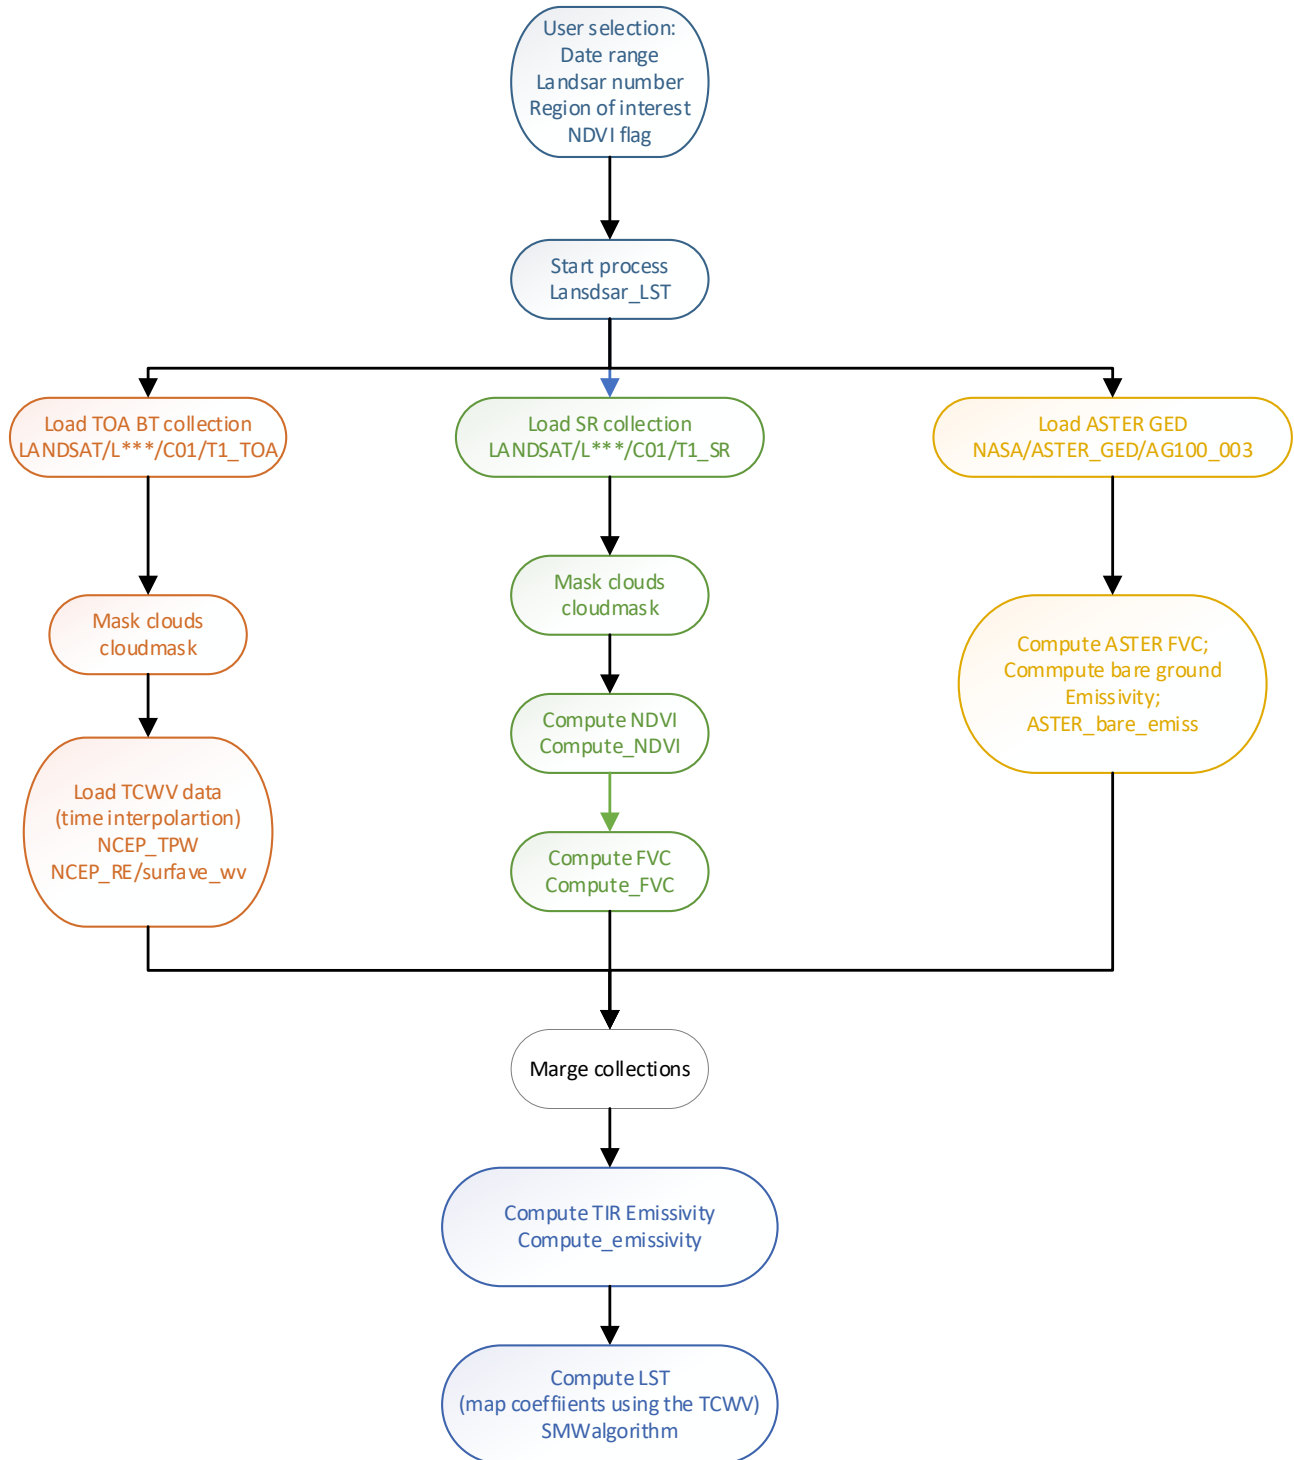 User selection:
Date range
Landsar number
Region of interest
NDVI flag
Start process
Lansdsar_LST
Load TOA BT collection
LANDSAT/L***/C01/T1_TOA
Load SR collection
LANDSAT/L***/C01/T1_SR
Load ASTER GED
NASA/ASTER_GED/AG100_003
Mask clouds
cloudmask
Mask clouds
cloudmask
Compute ASTER FVC;
Commpute bare ground
Emissivity;
ASTER_bare_emiss
Compute NDVI
Compute_NDVI
Load TCWV data
(time interpolartion)
NCEP_TPW
NCEP_RE/surfave_wv
Compute FVC
Compute_FVC
Marge collections
Compute TIR Emissivity
Compute_emissivity
Compute LST
(map coeffiients using the TCWV)
SMWalgorithm